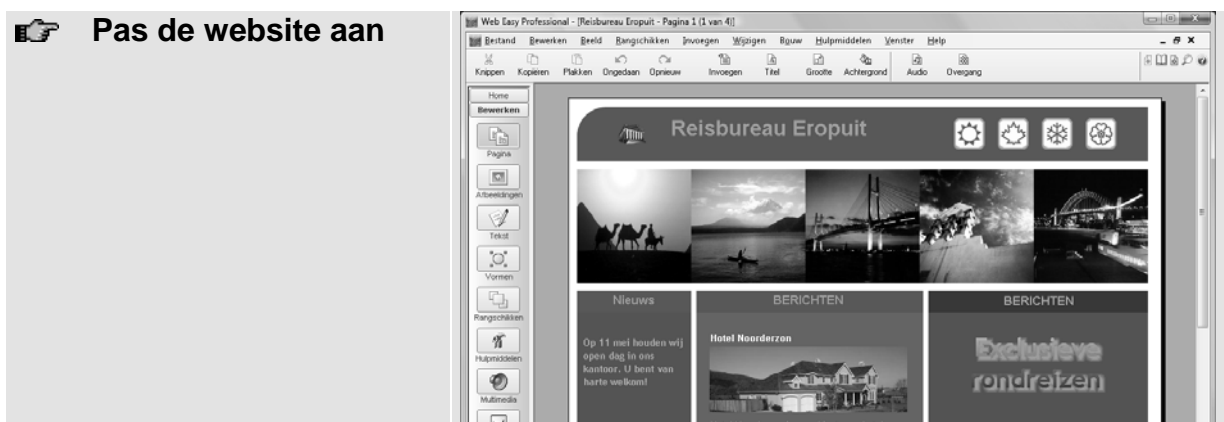 Pas de website aan
Web Easy Professional - [Reisbureau Eropuit - Pagina 1 (1 van 4)]
Bestand Bewerken Beeld Rangschikken Invoegen Wijzigen Bouw Hulpmiddelen Venster Help
Knippen Kopiëren Plakken Ongedaan Opnieuw Invoegen Titel Grootte Achtergrond Audio Overgang
Home
Bewerken
Pagina
Afbeeldingen
Tekst
Vormen
Rangschikken
Hulpmiddelen
Multimedia
Reisbureau Eropuit
Nieuws
Op 11 mei houden wij
open dag in ons
kantoor. U bent van
harte welkom!
BERICHTEN
Hotel Noorderzon
BERICHTEN
Exclusieve
rondreizen